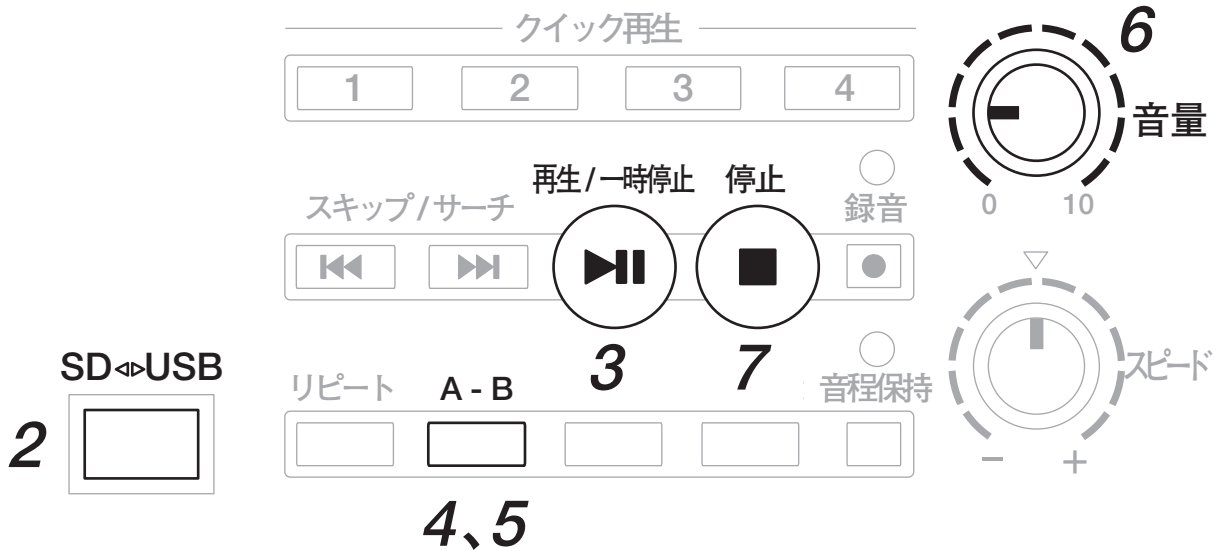 クイック再生
6
1 2 3 4
音量
再生/一時停止 停止
スキップ/サーチ
録音
0 10
3 7
SD◁▷USB
リピート A - B
音程保持
スピード
2
- +
4、5